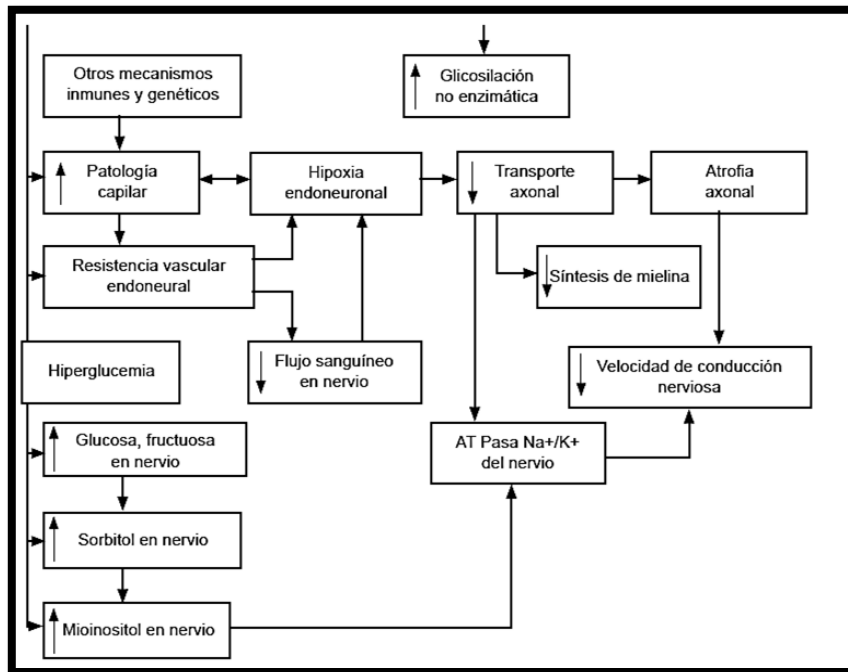 Otros mecanismos
inmunes y genéticos
Glicosilación
no enzimática
Patología
capilar
Hipoxia
endoneuronal
Transporte
axonal
Atrofia
axonal
Resistencia vascular
endoneural
Síntesis de mielina
Hiperglucemia
Flujo sanguíneo
en nervio
Velocidad de conducción
nerviosa
Glucosa, fructuosa
en nervio
AT Pasa Na+/K+
del nervio
Sorbitol en nervio
Mioinositol en nervio